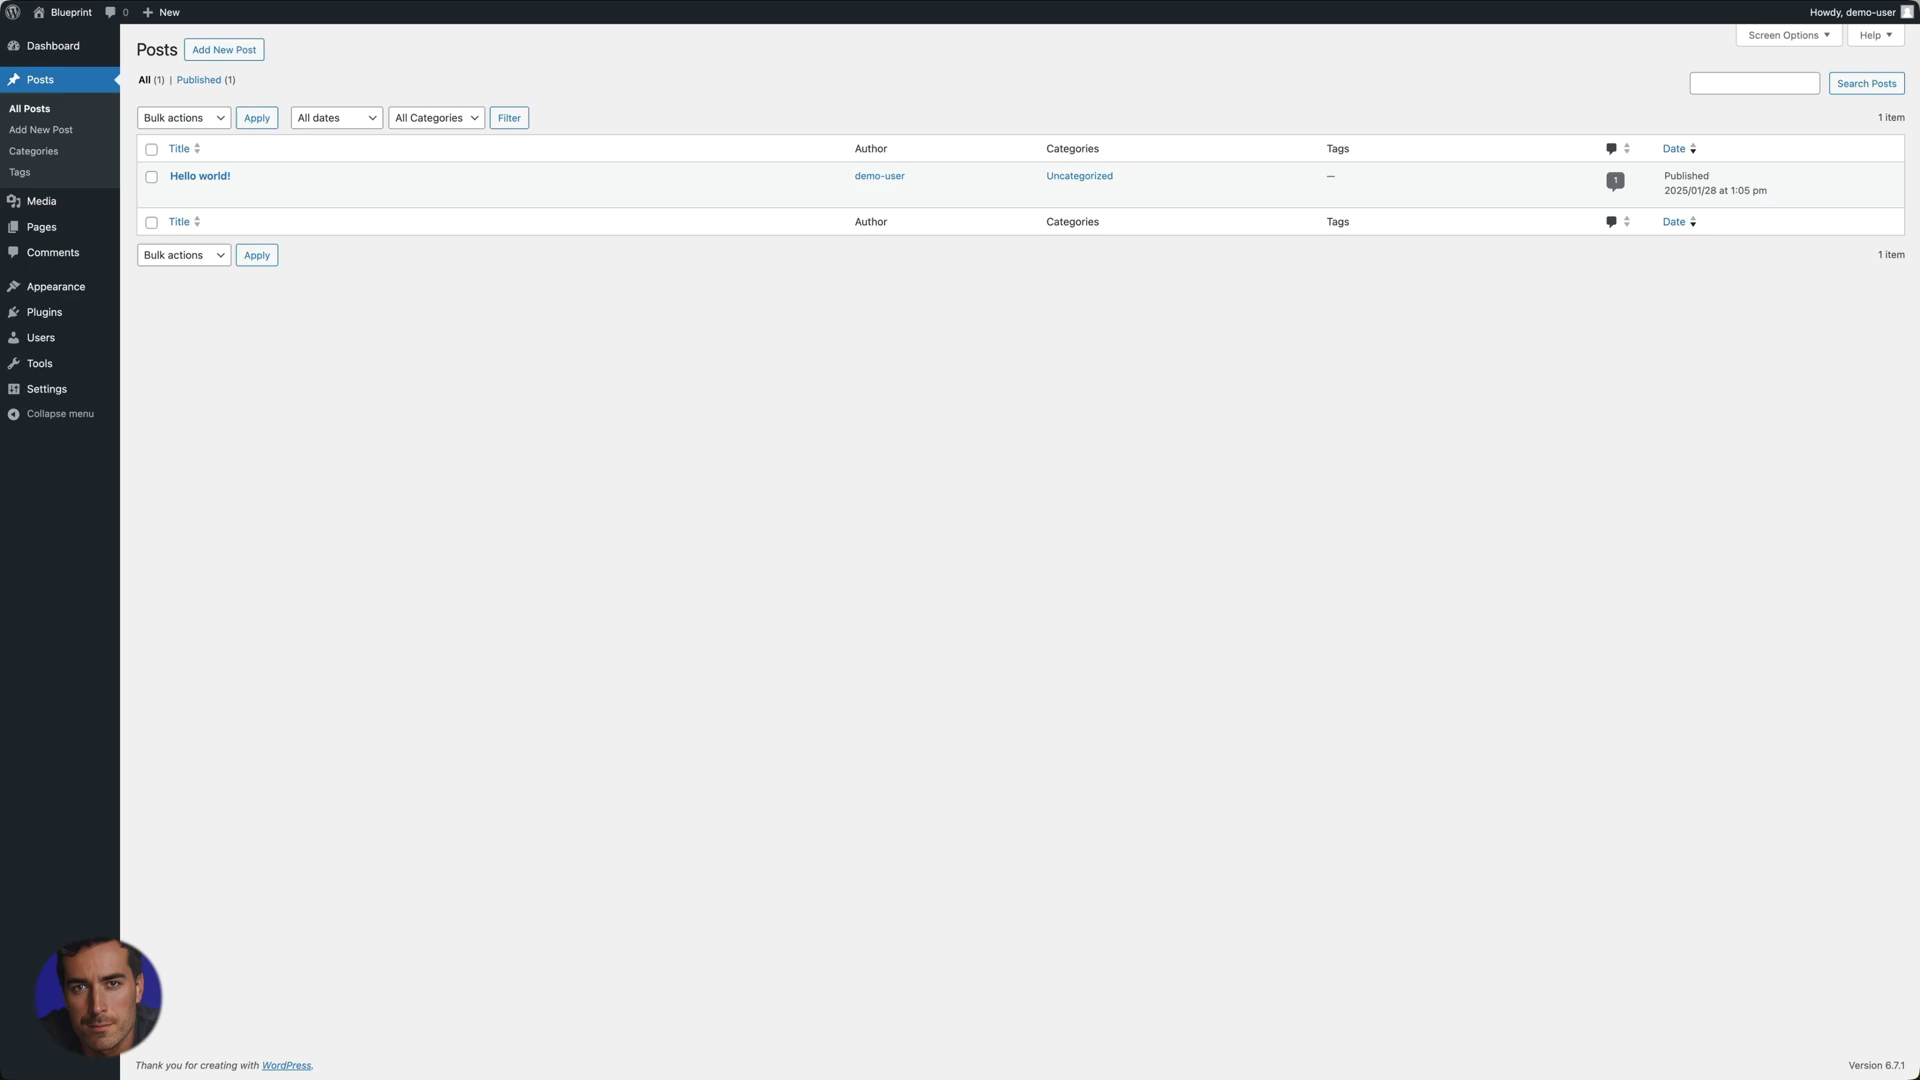 Blueprint 0 New Howdy, demo-user
Dashboard
Posts
All Posts
Add New Post
Categories
Tags
Media
Pages
Comments
Appearance
Plugins
Users
Tools
Settings
Collapse menu
Screen Options Help
Posts Add New Post
All (1) | Published (1)
Search Posts
Bulk actions Apply All dates All Categories Filter 1 item
Title Author Categories Tags Date
Hello world! demo-user Uncategorized — 1 Published
2025/01/28 at 1:05 pm
Title Author Categories Tags Date
Bulk actions Apply 1 item
Thank you for creating with WordPress. Version 6.7.1